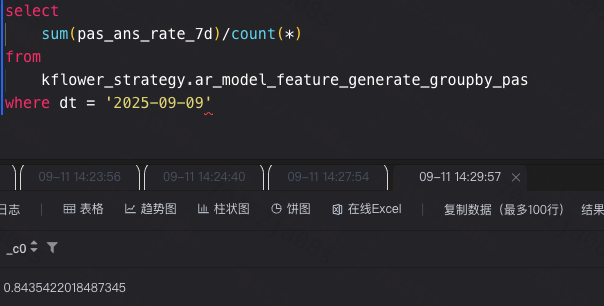 select
sum(pas_ans_rate_7d)/count(*)
from
kflower_strategy.ar_model_feature_generate_groupby_pas
where dt = '2025-09-09'
09-11 14:23:56 09-11 14:24:40 09-11 14:27:54 09-11 14:29:57
日志 表格 趋势图 柱状图 饼图 在线Excel 复制数据（最多100行） 结果
_c0
0.8435422018487345